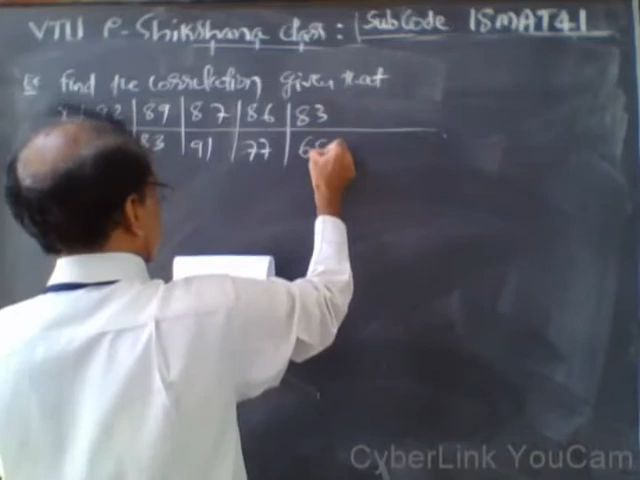 VTU e-Shikshana class: Sub Code 15MAT41
Ex Find the correlation given that
x 92 89 87 86 83
83 91 77
CyberLink YouCam